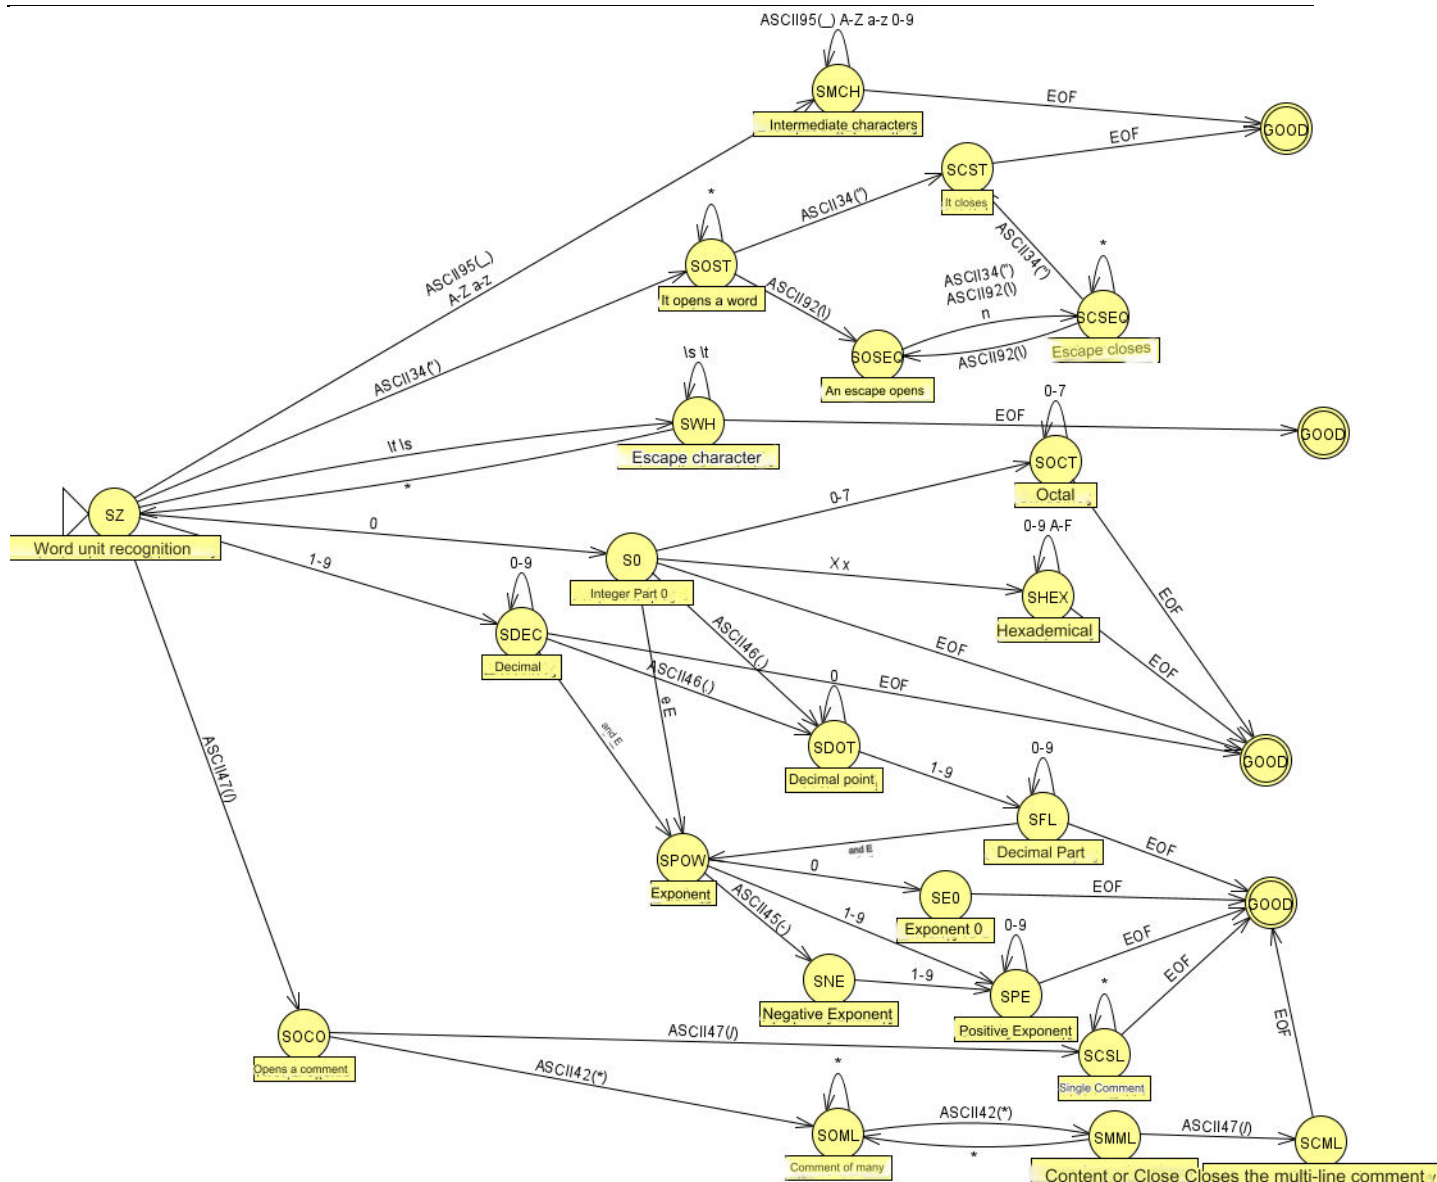 ASCII95(_) A-Z a-z 0-9
SMCH
Intermediate characters
EOF
GOOD
EOF
SCST
It closes
*
ASCII34(")
SOST
It opens a word
ASCII92(\)
ASCII34(")
ASCII95(_)
A-Z a-z
ASCII34(")
ASCII92(\)
n
*
SCSEQ
Escape closes
ASCII92(\)
SOSEQ
An escape opens
ASCII34(")
\s \t
SWH
Escape character
EOF
GOOD
\t \s
*
0-7
SOCT
Octal
0-7
SZ
Word unit recognition
0
S0
Integer Part 0
X x
0-9 A-F
SHEX
Hexademical
EOF
EOF
EOF
1-9
0-9
SDEC
Decimal
ASCII46(.)
ASCII46(.)
0
EOF
GOOD
e E
and E
SDOT
Decimal point
1-9
0-9
SFL
Decimal Part
EOF
and E
SPOW
Exponent
0
SE0
Exponent 0
EOF
GOOD
ASCII45(-)
1-9
0-9
EOF
SNE
Negative Exponent
1-9
SPE
Positive Exponent
EOF
EOF
ASCII47(/)
SOCO
Opens a comment
ASCII47(/)
*
SCSL
Single Comment
ASCII42(*)
*
SOML
Comment of many
ASCII42(*)
*
SMML
Content or Close
ASCII47(/)
SCML
Closes the multi-line comment